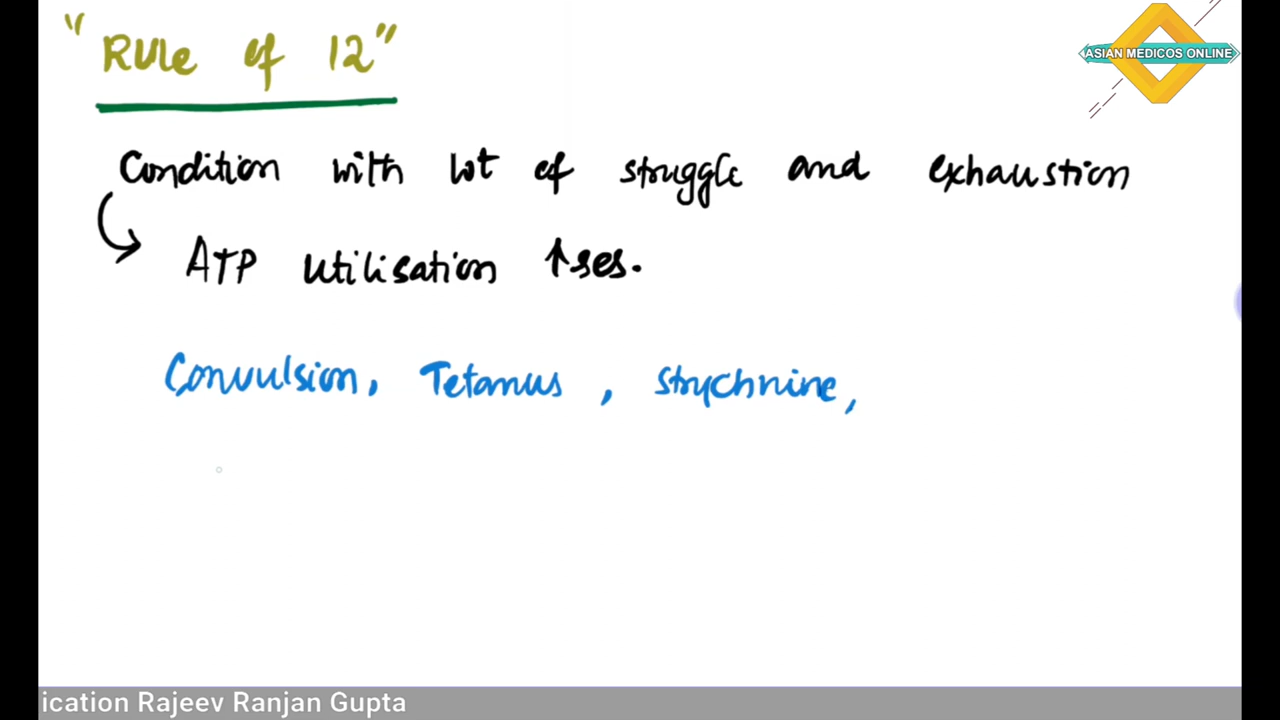 "Rule of 12"
ASIAN MEDICOS ONLINE
Condition with lot of struggle and exhaustion
ATP utilisation ↑ses.
Convulsion, Tetanus, strychnine,
ication Rajeev Ranjan Gupta